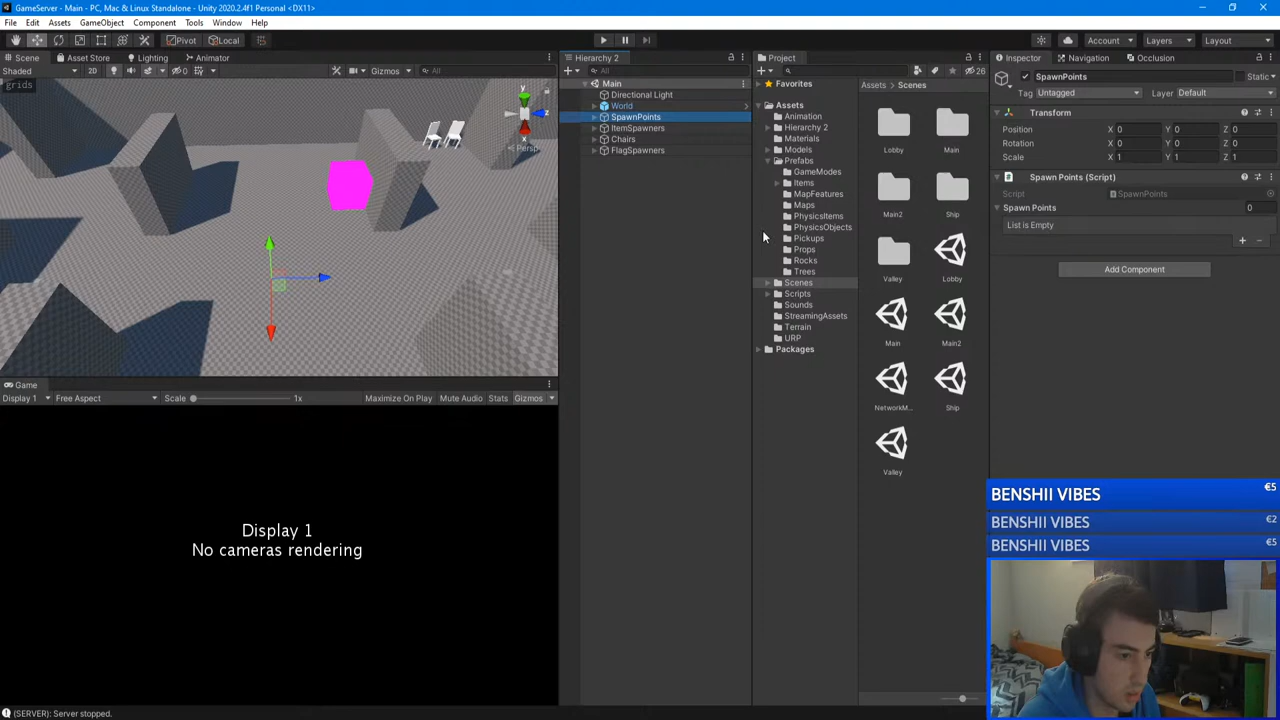 GameServer - Main - PC, Mac & Linux Standalone - Unity 2020.2.4f1 Personal <DX11>
File Edit Assets GameObject Component Tools Window Help
Pivot Local Account Layers Layout
Scene Asset Store Lighting Animator
Shaded 2D 0 Gizmos All
grids
y
z
Persp
Game
Display 1 Free Aspect Scale 1x Maximize On Play Mute Audio Stats Gizmos
Display 1
No cameras rendering
(SERVER): Server stopped.
Hierarchy 2
All
Main
Directional Light
World
SpawnPoints
ItemSpawners
Chairs
FlagSpawners
Project
26
Favorites
Assets
Animation
Hierarchy 2
Materials
Models
Prefabs
GameModes
Items
MapFeatures
Maps
PhysicsItems
PhysicsObjects
Pickups
Props
Rocks
Trees
Scenes
Scripts
Sounds
StreamingAssets
Terrain
URP
Packages
Assets > Scenes
Lobby Main
Main2 Ship
Valley Lobby
Main Main2
NetworkM... Ship
Valley
Inspector Navigation Occlusion
SpawnPoints Static
Tag Untagged Layer Default
Transform
Position X 0 Y 0 Z 0
Rotation X 0 Y 0 Z 0
Scale X 1 Y 1 Z 1
Spawn Points (Script)
Script SpawnPoints
Spawn Points 0
List is Empty
+ −
Add Component
BENSHII VIBES €5
BENSHII VIBES €2
BENSHII VIBES €5